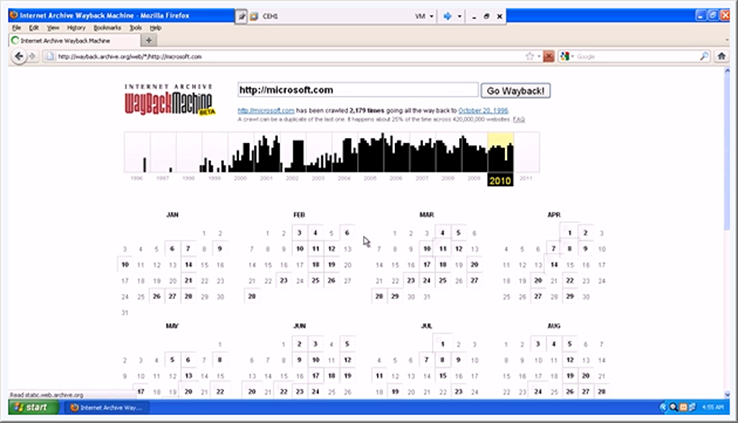 Internet Archive Wayback Machine - Mozilla Firefox
CEH1
VM
File Edit View History Bookmarks Tools Help
Internet Archive Wayback Machine
http://wayback.archive.org/web/*/http://microsoft.com
Google
INTERNET ARCHIVE
WayBackMachine
BETA
http://microsoft.com
Go Wayback!
http://microsoft.com has been crawled 2,179 times going all the way back to October 20, 1996.
A crawl can be a duplicate of the last one. It happens about 25% of the time across 420,000,000 websites. FAQ
1996 1997 1998 1999 2000 2001 2002 2003 2004 2005 2006 2007 2008 2009 2010 2011
JAN FEB MAR APR
1 2 1 2 3 4 5 6 1 2 3 4 5 6 1 2 3
3 4 5 6 7 8 9 7 8 9 10 11 12 13 7 8 9 10 11 12 13 4 5 6 7 8 9 10
10 11 12 13 14 15 16 14 15 16 17 18 19 20 14 15 16 17 18 19 20 11 12 13 14 15 16 17
17 18 19 20 21 22 23 21 22 23 24 25 26 27 21 22 23 24 25 26 27 18 19 20 21 22 23 24
24 25 26 27 28 29 30 28 28 29 30 31 25 26 27 28 29 30
31
MAY JUN JUL AUG
1 1 2 3 4 5 1 2 3 1 2 3 4 5 6 7
2 3 4 5 6 7 8 6 7 8 9 10 11 12 4 5 6 7 8 9 10 8 9 10 11 12 13 14
9 10 11 12 13 14 15 13 14 15 16 17 18 19 11 12 13 14 15 16 17 15 16 17 18 19 20 21
16 17 18 19 20 21 22 20 21 22 23 24 25 26 18 19 20 21 22 23 24 22 23 24 25 26 27 28
Read static.web.archive.org
start
Internet Archive Way...
4:55 AM